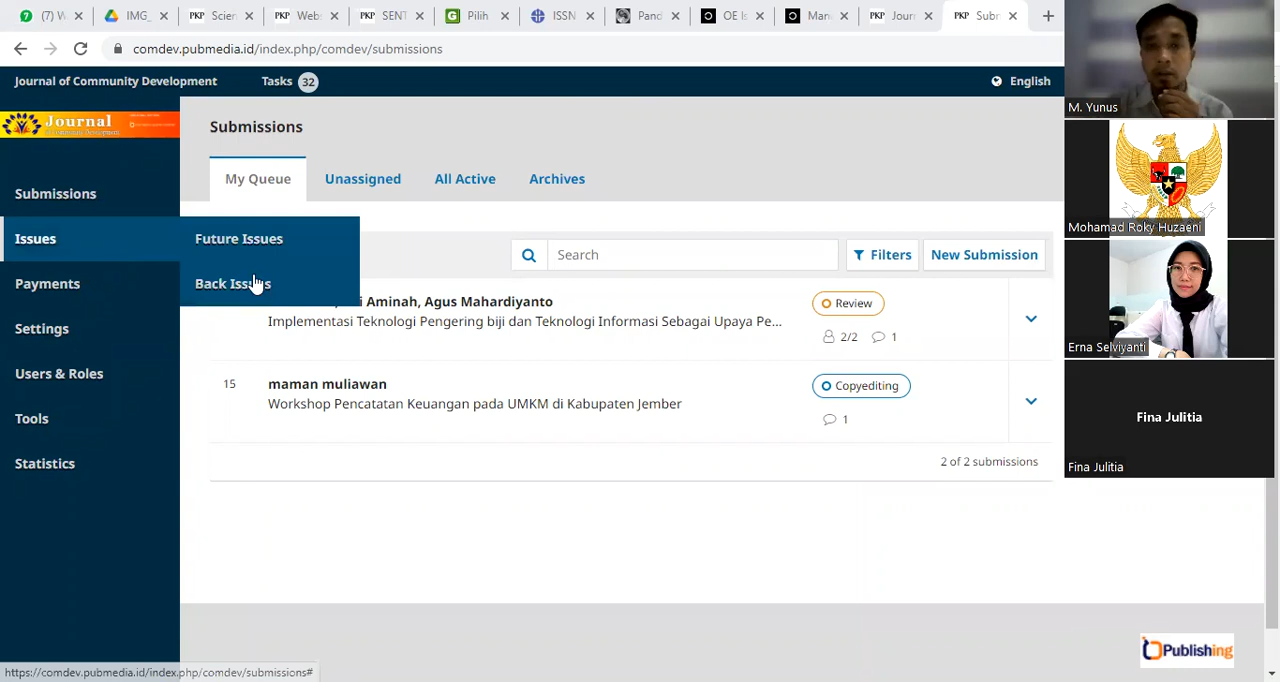 (7) W
IMG_
PKP Scien
PKP Webs
PKP SENT
G Pilih
ISSN
Pand
OE Is
Man
PKP Journ
PKP Subr
comdev.pubmedia.id/index.php/comdev/submissions
Journal of Community Development
Tasks 32
English
Journal
Submissions
Submissions
My Queue
Unassigned
All Active
Archives
Issues
Future Issues
Back Issues
Payments
Settings
Users & Roles
Tools
Statistics
Search
Filters
New Submission
Aminah, Agus Mahardiyanto
Implementasi Teknologi Pengering biji dan Teknologi Informasi Sebagai Upaya Pe...
Review
2/2
1
15
maman muliawan
Workshop Pencatatan Keuangan pada UMKM di Kabupaten Jember
Copyediting
1
2 of 2 submissions
Publishing
https://comdev.pubmedia.id/index.php/comdev/submissions#
M. Yunus
Mohamad Roky Huzaeni
Erna Selviyanti
Fina Julitia
Fina Julitia